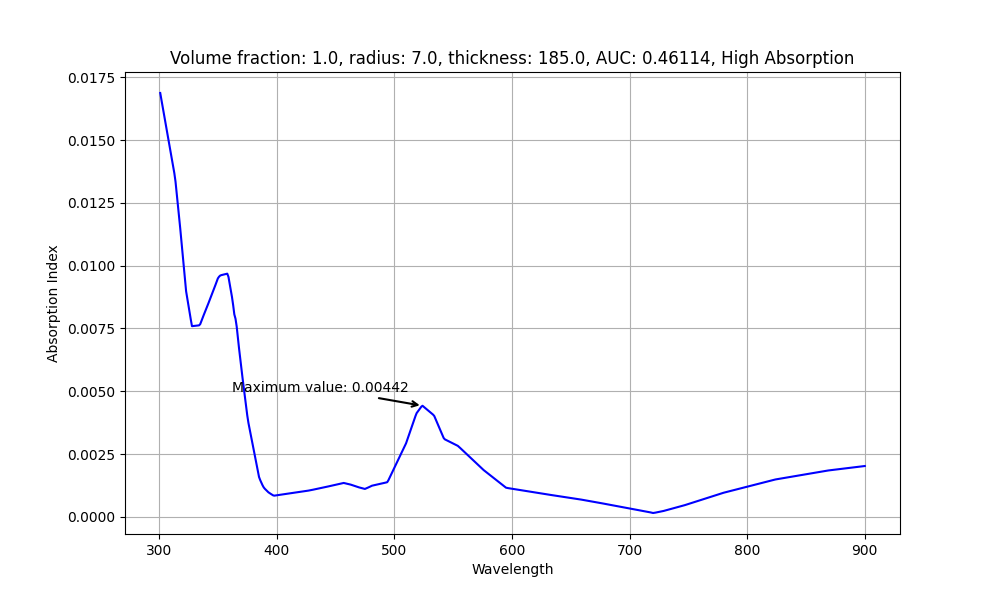 Volume fraction: 1.0, radius: 7.0, thickness: 185.0, AUC: 0.46114, High Absorption
0.0175
0.0150
0.0125
0.0100
0.0075
0.0050
0.0025
0.0000
Absorption Index
Maximum value: 0.00442
300 400 500 600 700 800 900
Wavelength